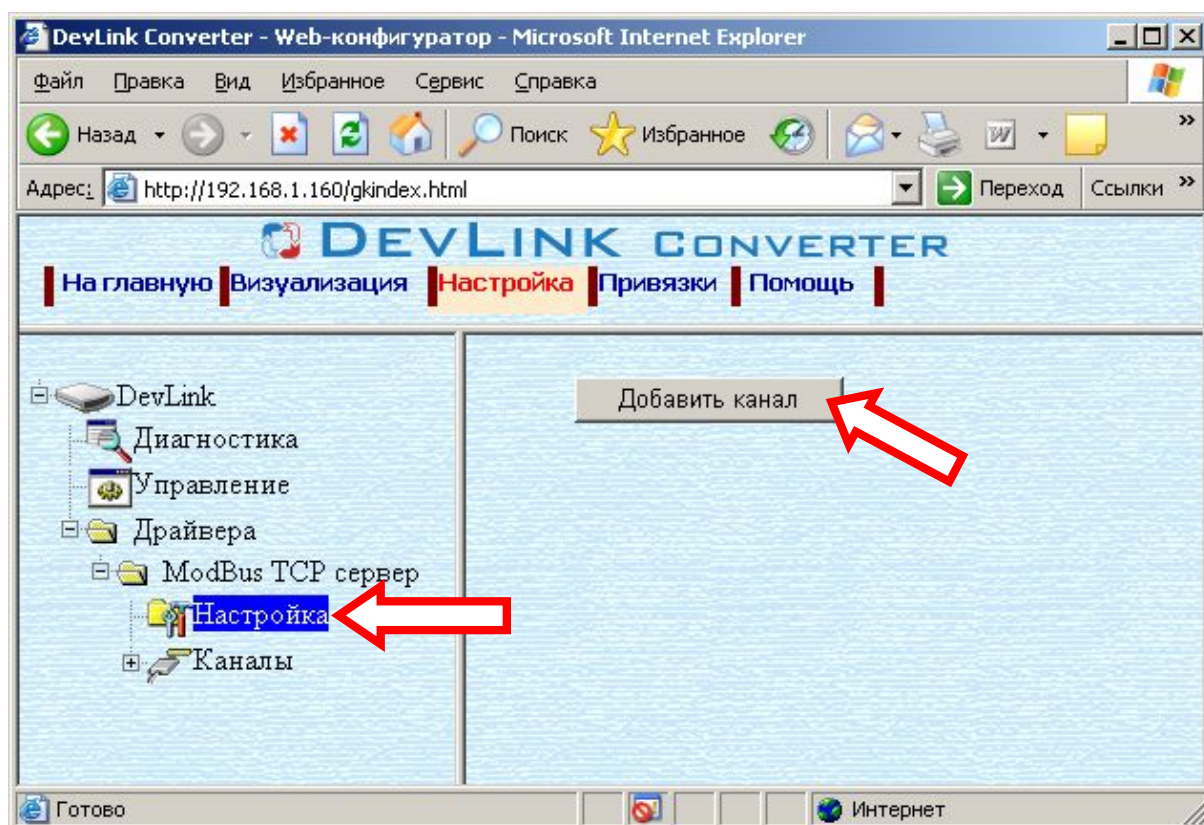 DevLink Converter - Web-конфигуратор - Microsoft Internet Explorer
Файл Правка Вид Избранное Сервис Справка
Назад Поиск Избранное »
Адрес: http://192.168.1.160/gkindex.html Переход Ссылки »
DEVLINK CONVERTER
На главную Визуализация Настройка Привязки Помощь
DevLink
Диагностика
Управление
Драйвера
ModBus TCP сервер
Настройка
Каналы
Добавить канал
Готово Интернет